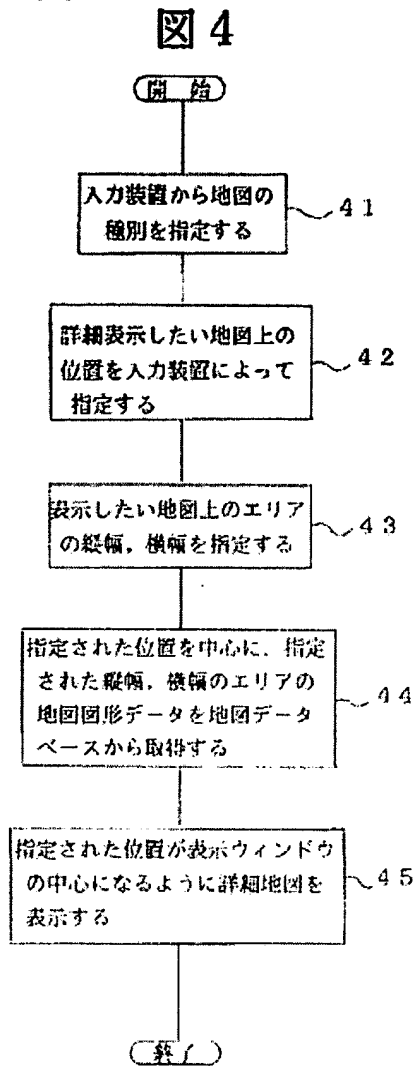 図4
開 始
入力装置から地図の
種別を指定する
41
詳細表示したい地図上の
位置を入力装置によって
指定する
42
表示したい地図上のエリア
の縦幅，横幅を指定する
43
指定された位置を中心に、指定
された縦幅，横幅のエリアの
地図図形データを地図データ
ベースから取得する
44
指定された位置が表示ウィンドウ
の中心になるように詳細地図を
表示する
45
終了